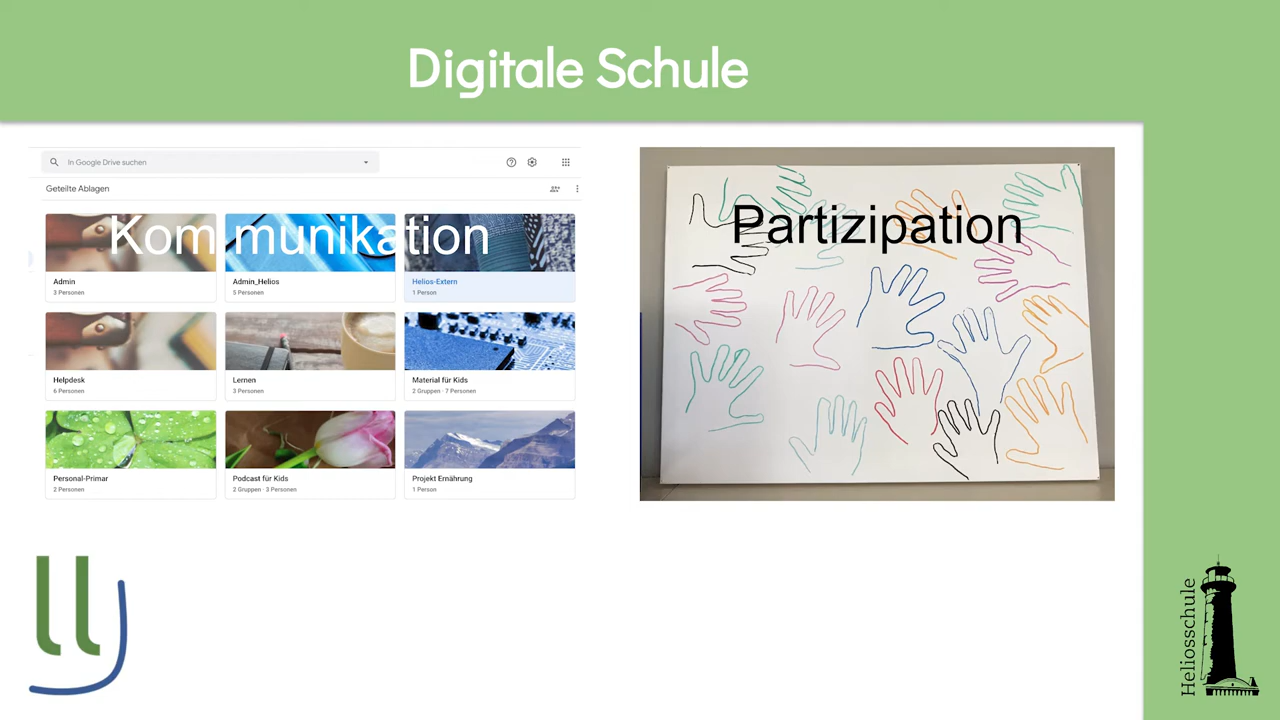 Digitale Schule
In Google Drive suchen
Geteilte Ablagen
Kommunikation
Admin
3 Personen
Admin_Helios
5 Personen
Helios-Extern
1 Person
Helpdesk
6 Personen
Lernen
3 Personen
Material für Kids
2 Gruppen · 7 Personen
Personal-Primar
2 Personen
Podcast für Kids
2 Gruppen · 3 Personen
Projekt Ernährung
1 Person
Partizipation
Heliosschule